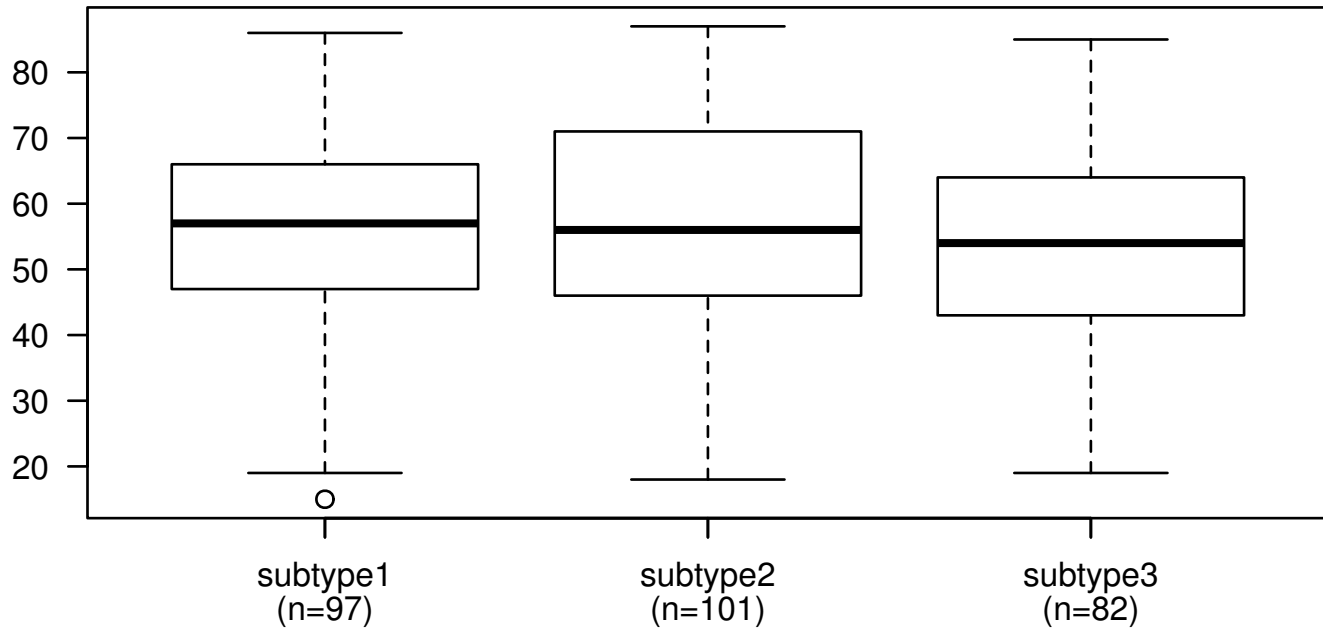 80
70
60
50
40
30
20
subtype1
(n=97)
subtype2
(n=101)
subtype3
(n=82)